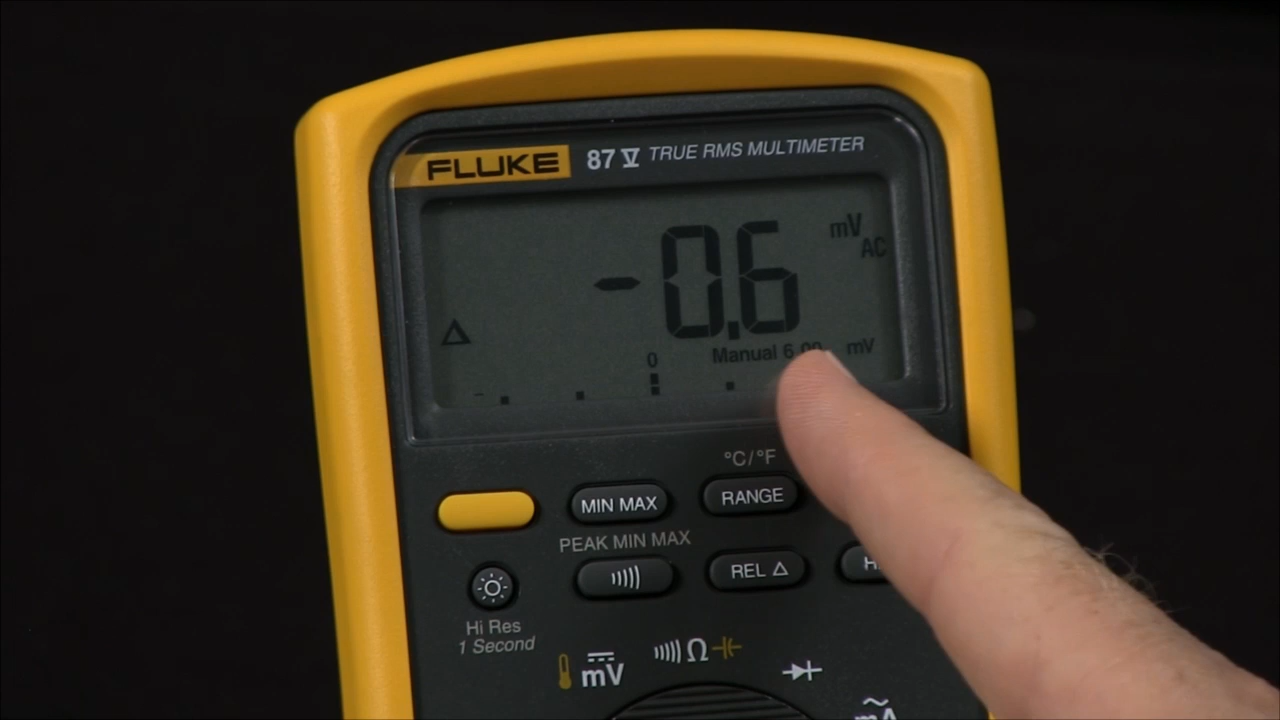 FLUKE 87 V TRUE RMS MULTIMETER
-0.6 mV AC
Δ
0 Manual mV
°C/°F
MIN MAX RANGE
PEAK MIN MAX
REL Δ
Hi Res
1 Second
mV Ω
mA